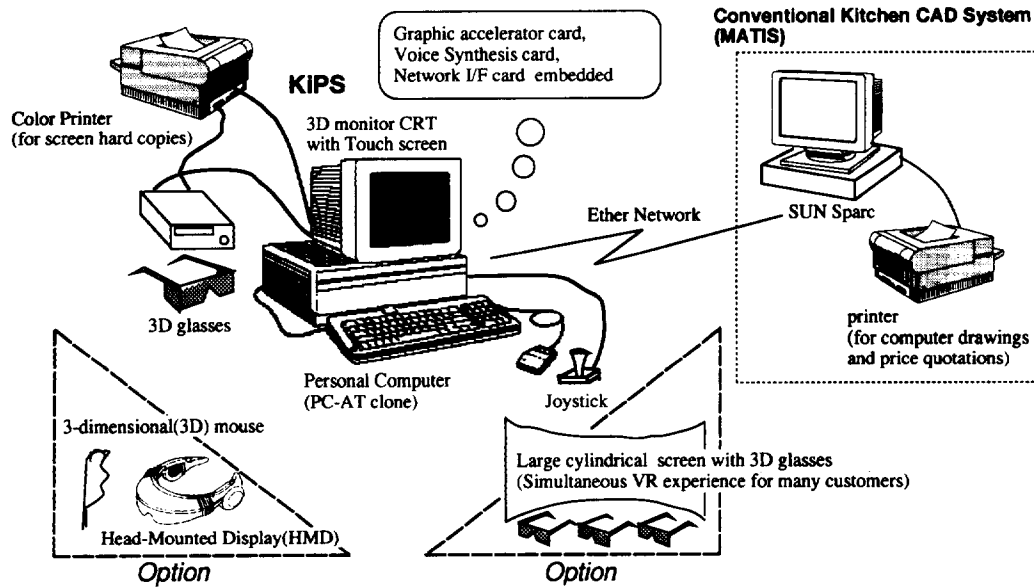 Conventional Kitchen CAD System
(MATIS)
Graphic accelerator card,
Voice Synthesis card,
Network I/F card embedded
KiPS
Color Printer
(for screen hard copies)
3D monitor CRT
with Touch screen
Ether Network
SUN Sparc
3D glasses
printer
(for computer drawings
and price quotations)
Personal Computer
(PC-AT clone)
Joystick
3-dimensional(3D) mouse
Head-Mounted Display(HMD)
Option
Large cylindrical screen with 3D glasses
(Simultaneous VR experience for many customers)
Option